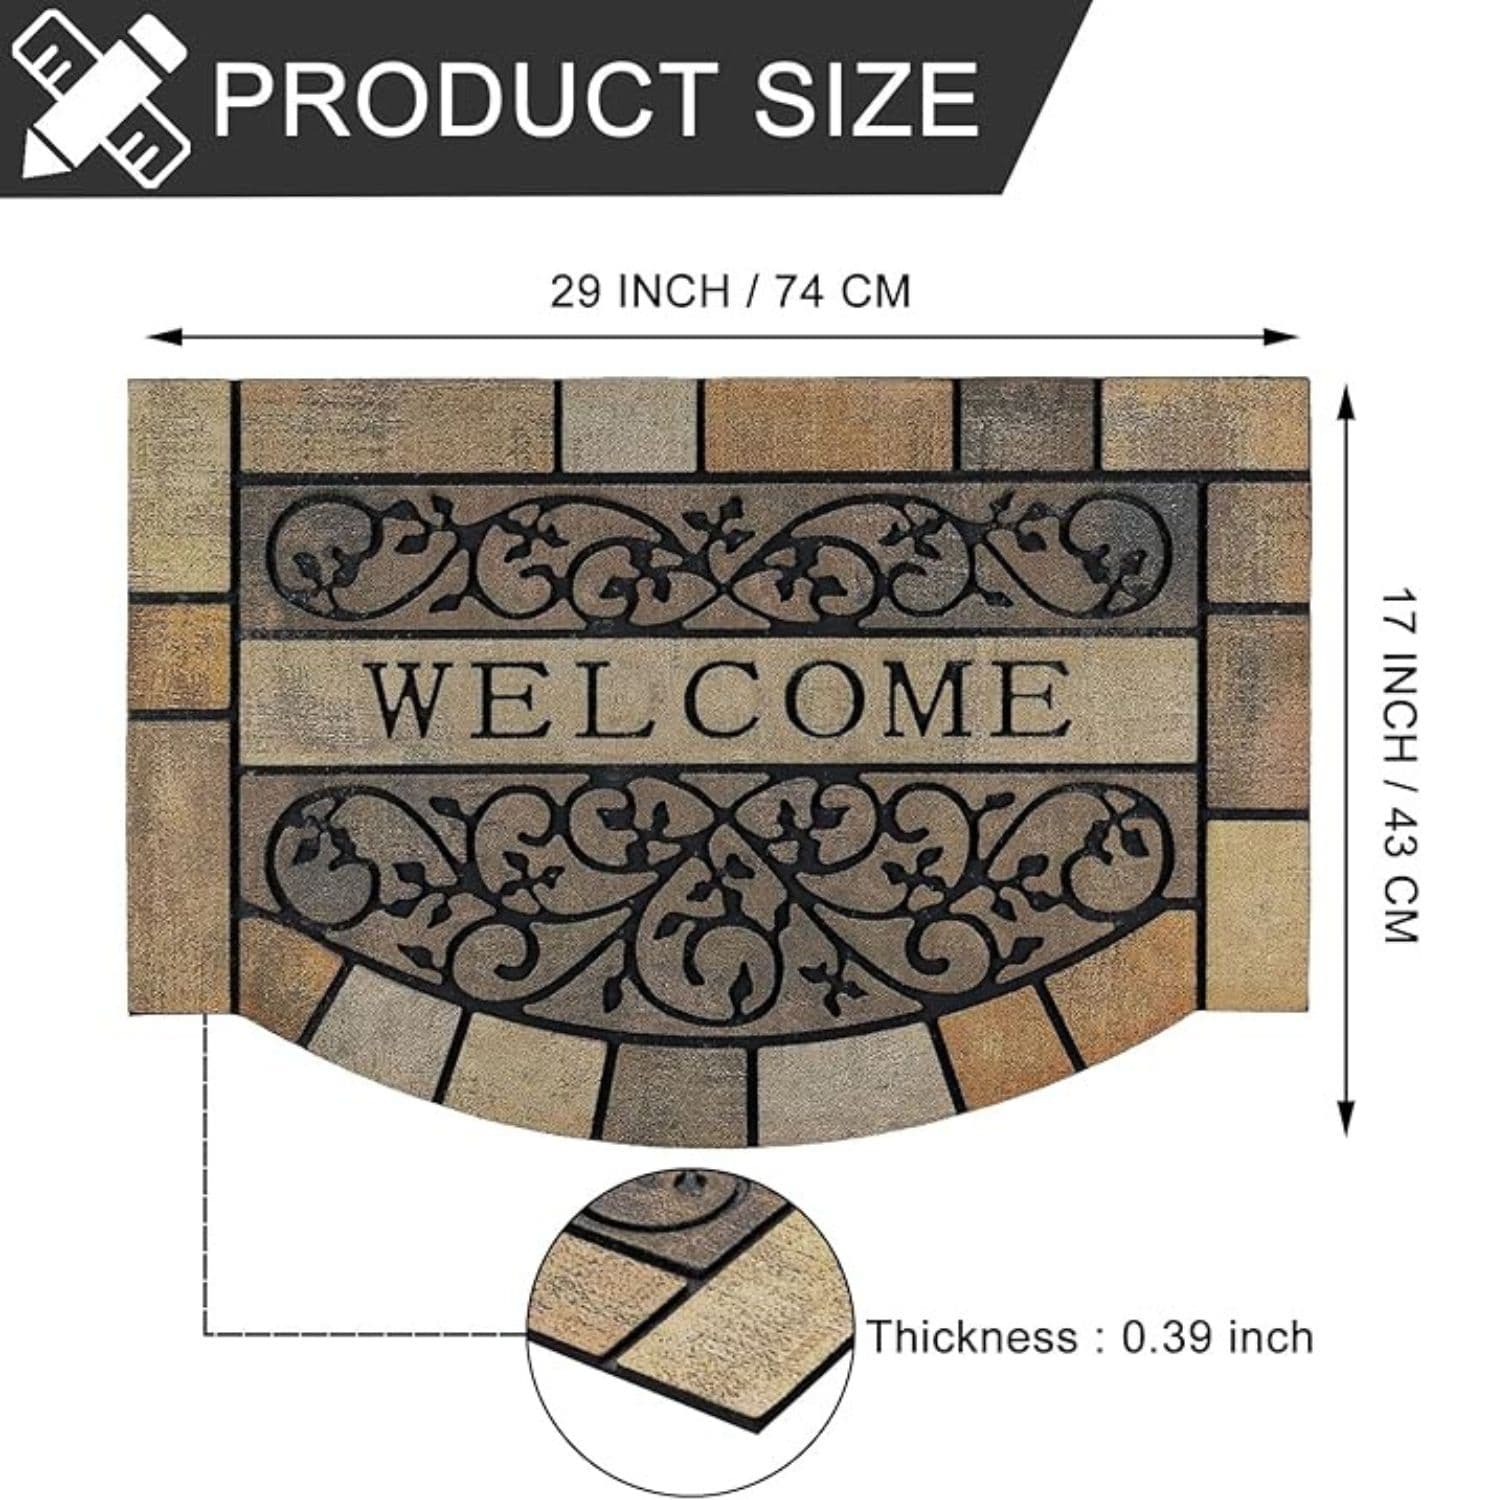 PRODUCT SIZE
29 INCH / 74 CM
WELCOME
17 INCH / 43 CM
Thickness : 0.39 inch